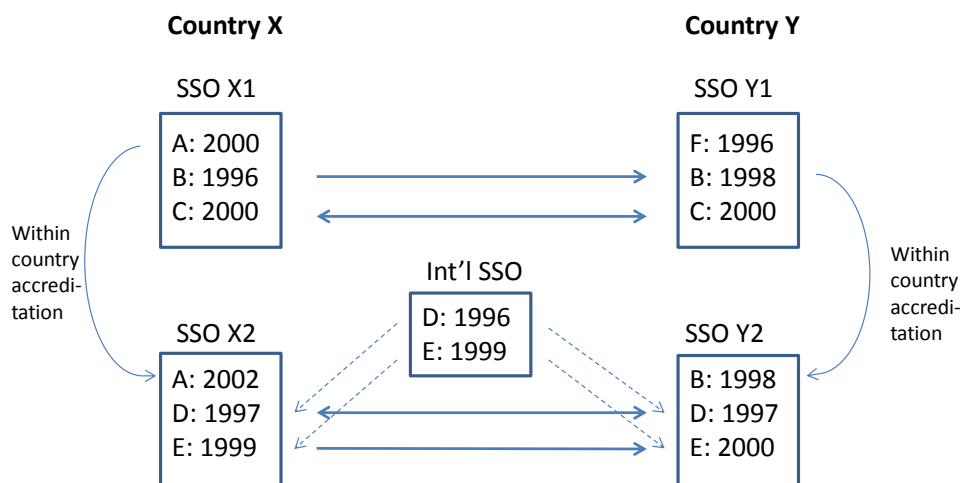 Country X
Country Y
SSO X1
SSO Y1
A: 2000
B: 1996
C: 2000
F: 1996
B: 1998
C: 2000
Within
country
accredi-
tation
Within
country
accredi-
tation
Int'l SSO
D: 1996
E: 1999
SSO X2
SSO Y2
A: 2002
D: 1997
E: 1999
B: 1998
D: 1997
E: 2000